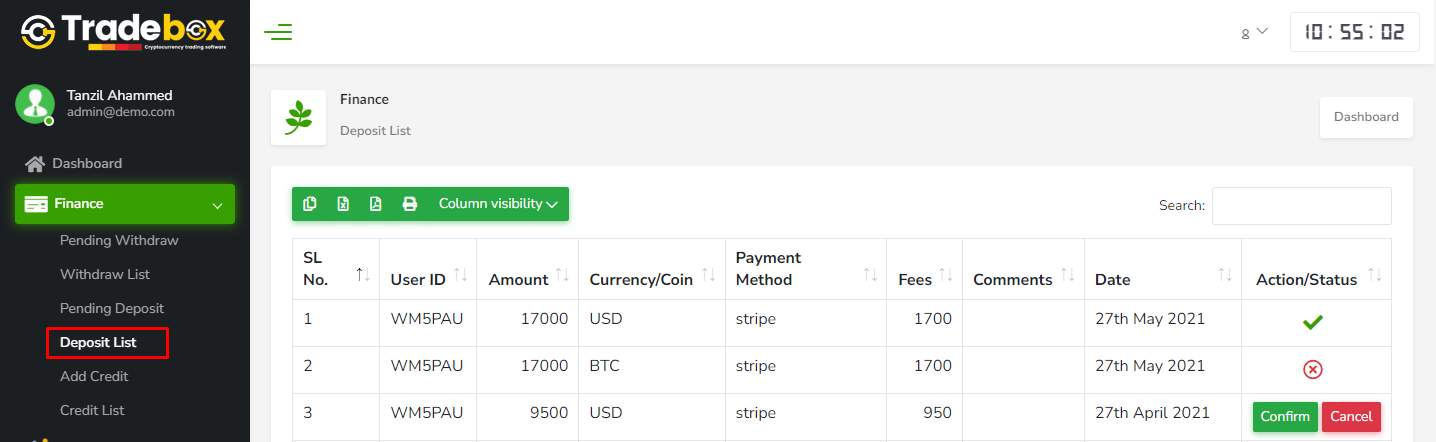 Tradebox
Cryptocurrency trading software
10:55:02
Tanzil Ahammed
admin@demo.com
Finance
Deposit List
Dashboard
Dashboard
Finance
Pending Withdraw
Withdraw List
Pending Deposit
Deposit List
Add Credit
Credit List
Column visibility
Search:
SL No. User ID Amount Currency/Coin Payment Method Fees Comments Date Action/Status
1 WM5PAU 17000 USD stripe 1700 27th May 2021
2 WM5PAU 17000 BTC stripe 1700 27th May 2021
3 WM5PAU 9500 USD stripe 950 27th April 2021 Confirm Cancel